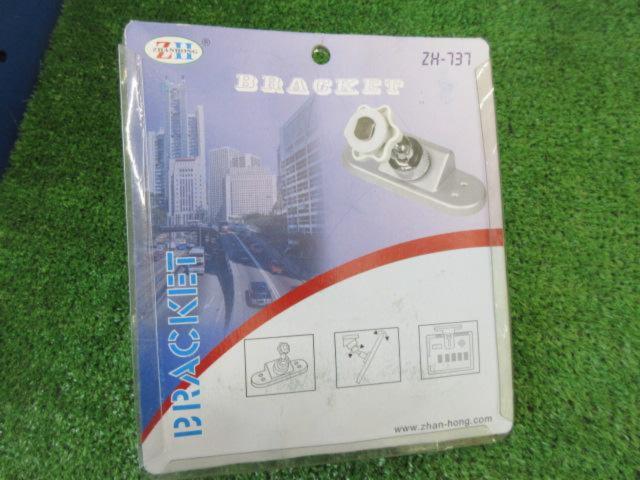 ZH
ZHANHONG
®
ZH-737
BRACKET
BRACKET
www.zhan-hong.com